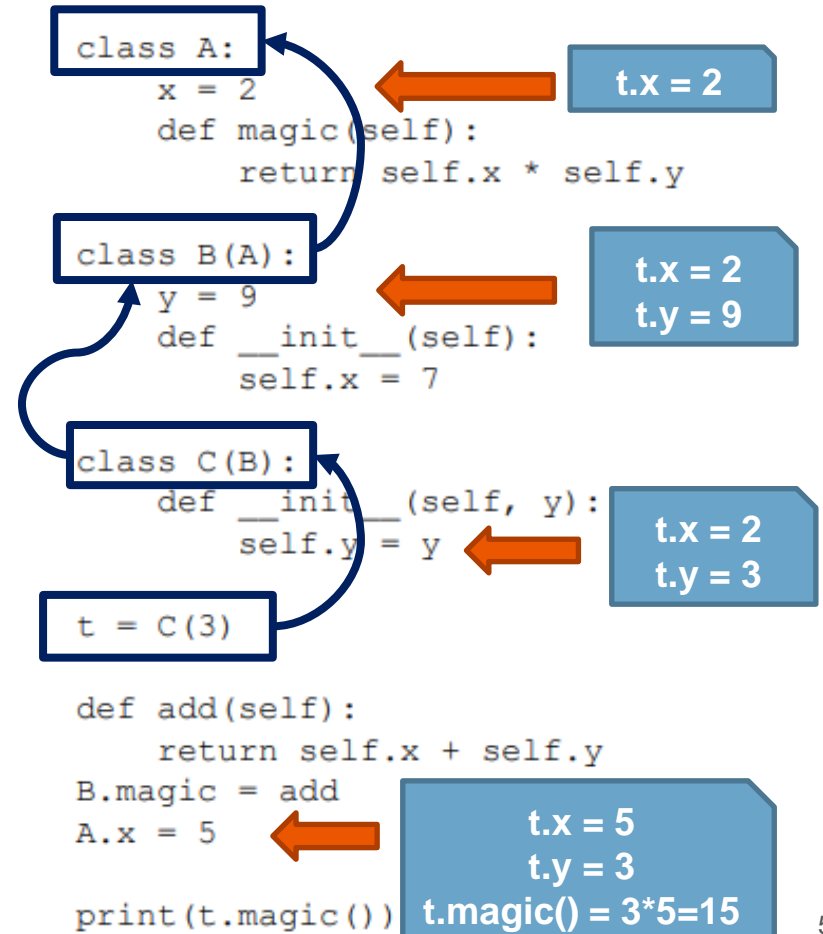 class A:
    x = 2
t.x = 2
    def magic(self):
        return self.x * self.y
class B(A):
    y = 9
t.x = 2
t.y = 9
    def __init__(self):
        self.x = 7
class C(B):
    def __init__(self, y):
        self.y = y
t.x = 2
t.y = 3
t = C(3)
def add(self):
    return self.x + self.y
B.magic = add
A.x = 5
t.x = 5
t.y = 3
t.magic() = 3*5=15
print(t.magic())
5